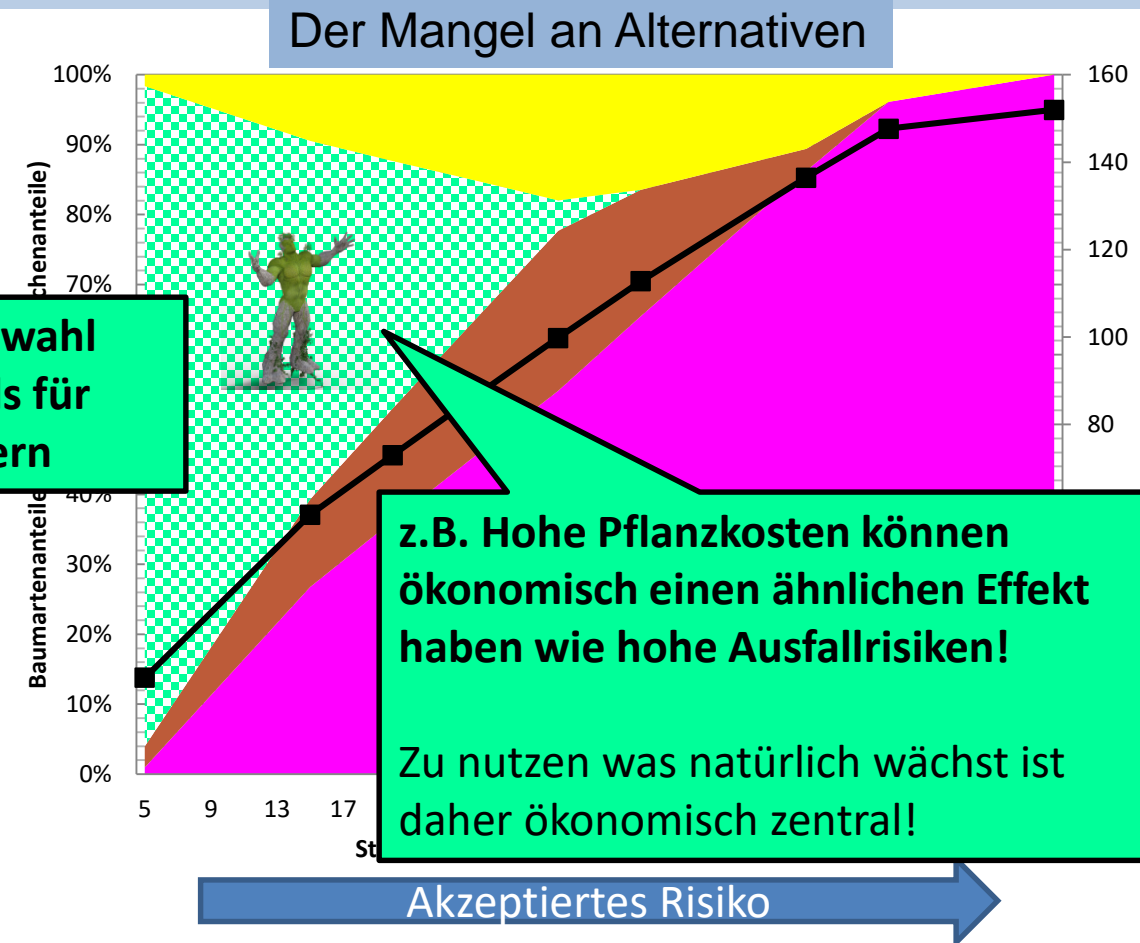 Der Mangel an Alternativen
100%
90%
80%
70%
40%
30%
20%
10%
0%
160
140
120
100
80
Baumartenanteile
wahl
für
z.B. Hohe Pflanzkosten können
ökonomisch einen ähnlichen Effekt
haben wie hohe Ausfallrisiken!
Zu nutzen was natürlich wächst ist
daher ökonomisch zentral!
5 9 13 17
Akzeptiertes Risiko